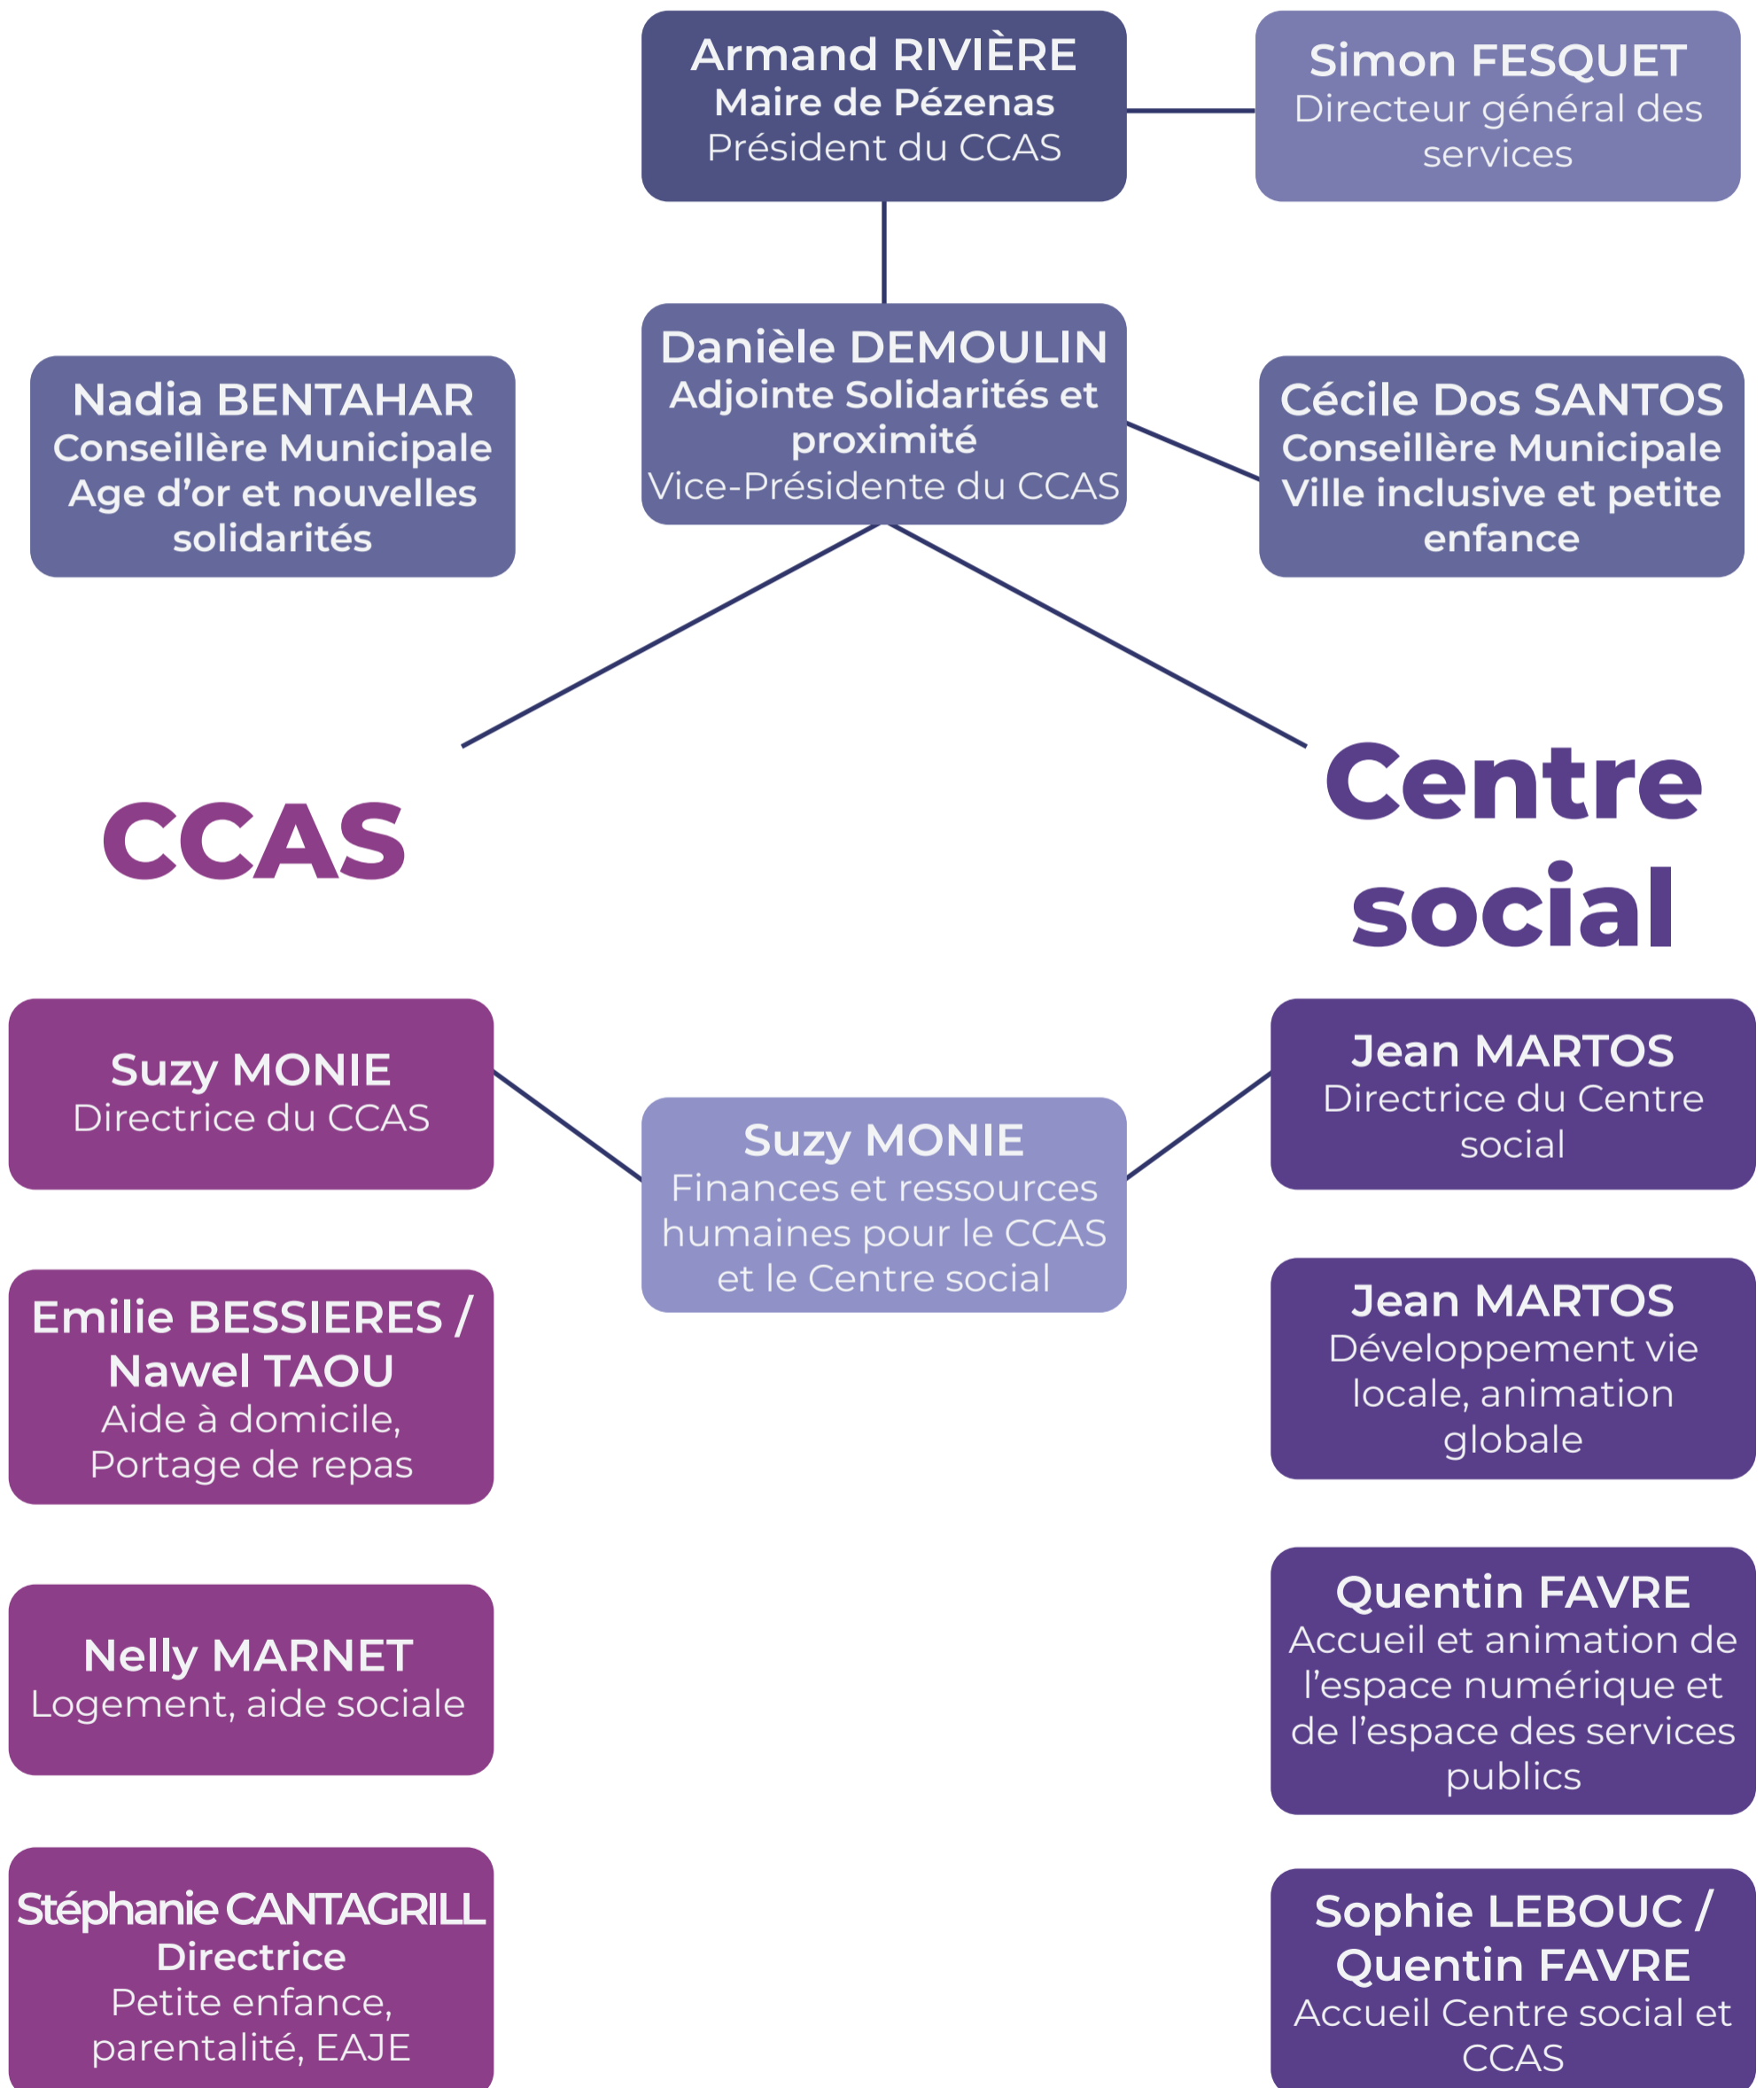 Armand RIVIÈRE
Maire de Pézenas
Président du CCAS
Simon FESQUET
Directeur général des
services
Nadia BENTAHAR
Conseillère Municipale
Age d’or et nouvelles
solidarités
Danièle DEMOULIN
Adjointe Solidarités et
proximité
Vice-Présidente du CCAS
Cécile Dos SANTOS
Conseillère Municipale
Ville inclusive et petite
enfance
CCAS
Centre
social
Suzy MONIE
Directrice du CCAS
Suzy MONIE
Finances et ressources
humaines pour le CCAS
et le Centre social
Jean MARTOS
Directrice du Centre
social
Emilie BESSIERES /
Nawel TAOU
Aide à domicile,
Portage de repas
Jean MARTOS
Développement vie
locale, animation
globale
Nelly MARNET
Logement, aide sociale
Quentin FAVRE
Accueil et animation de
l’espace numérique et
de l’espace des services
publics
Stéphanie CANTAGRILL
Directrice
Petite enfance,
parentalité, EAJE
Sophie LEBOUC /
Quentin FAVRE
Accueil Centre social et
CCAS